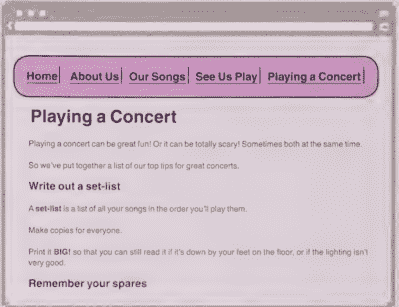 Home About Us Our Songs See Us Play Playing a Concert
Playing a Concert
Playing a concert can be great fun! Or it can be totally scary! Sometimes both at the same time.
So we've put together a list of our top tips for great concerts.
Write out a set-list
A set-list is a list of all your songs in the order you'll play them.
Make copies for everyone.
Print it BIG! so that you can still read it if it's down by your feet on the floor, or if the lighting isn't
very good.
Remember your spares